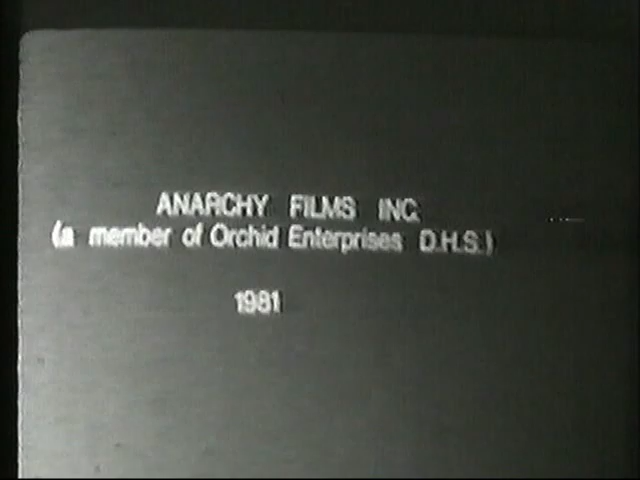 ANARCHY FILMS INC.
(a member of Orchid Enterprises D.H.S.)
1981